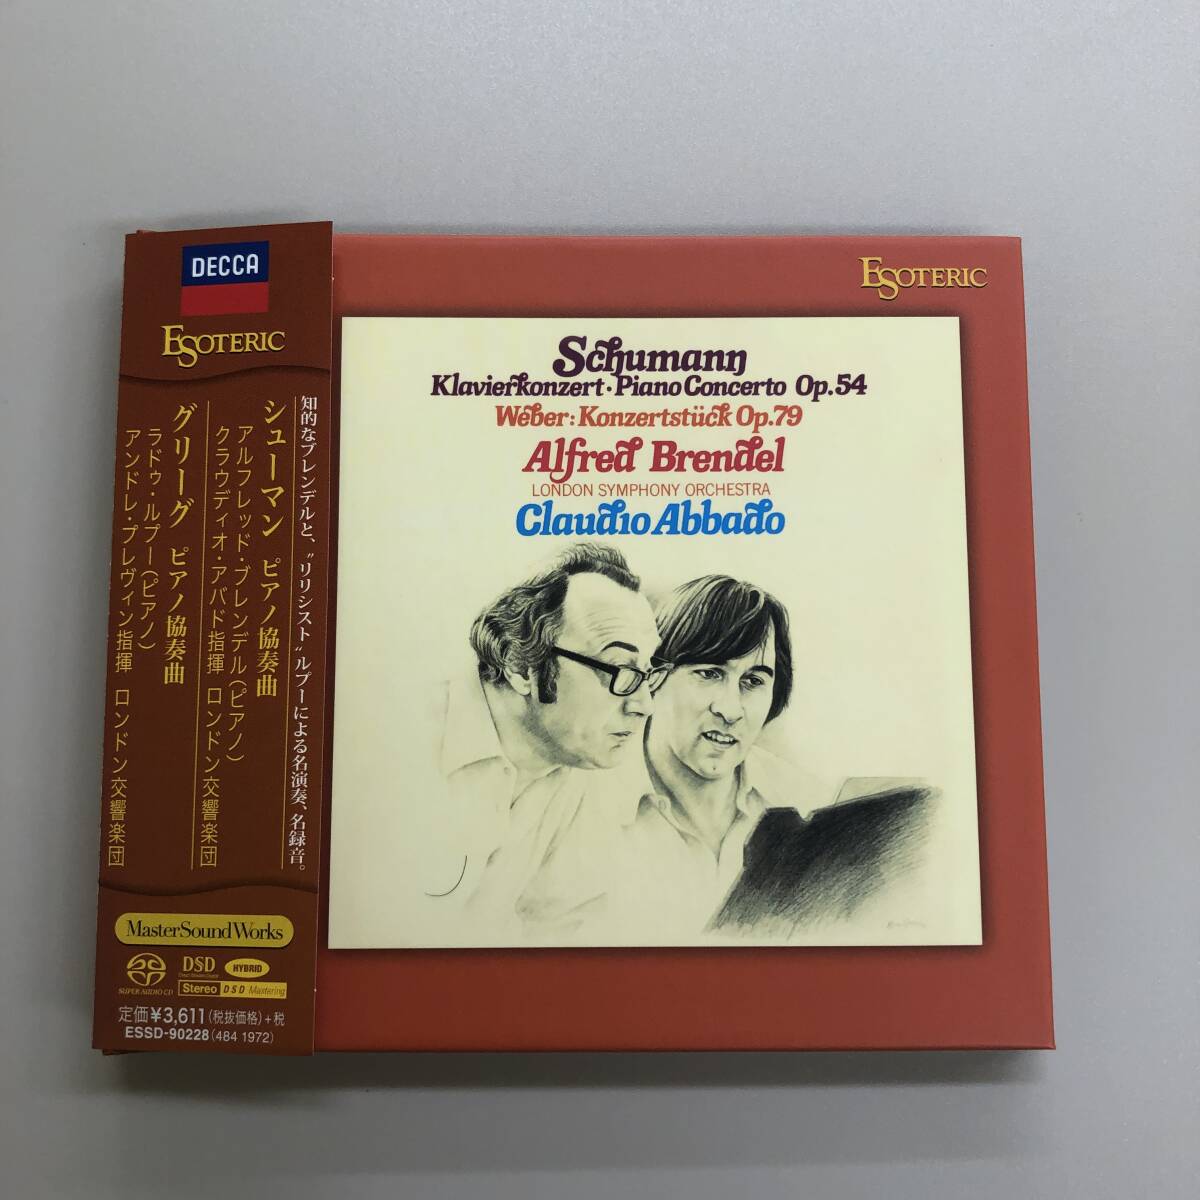 DECCA
ESOTERIC
知的なブレンデルと、“リリシスト”ルプーによる名演奏、名録音。
シューマン ピアノ協奏曲
アルフレッド・ブレンデル(ピアノ)
クラウディオ・アバド指揮 ロンドン交響楽団
グリーグ ピアノ協奏曲
ラドゥ・ルプー(ピアノ)
アンドレ・プレヴィン指揮 ロンドン交響楽団
MasterSoundWorks
SUPER AUDIO CD
DSD
HYBRID
Stereo DSD Mastering
定価¥3,611(税抜価格)+税
ESSD-90228(484 1972)
ESOTERIC
Schumann
Klavierkonzert·Piano Concerto Op.54
Weber: Konzertstück Op.79
Alfred Brendel
LONDON SYMPHONY ORCHESTRA
Claudio Abbado